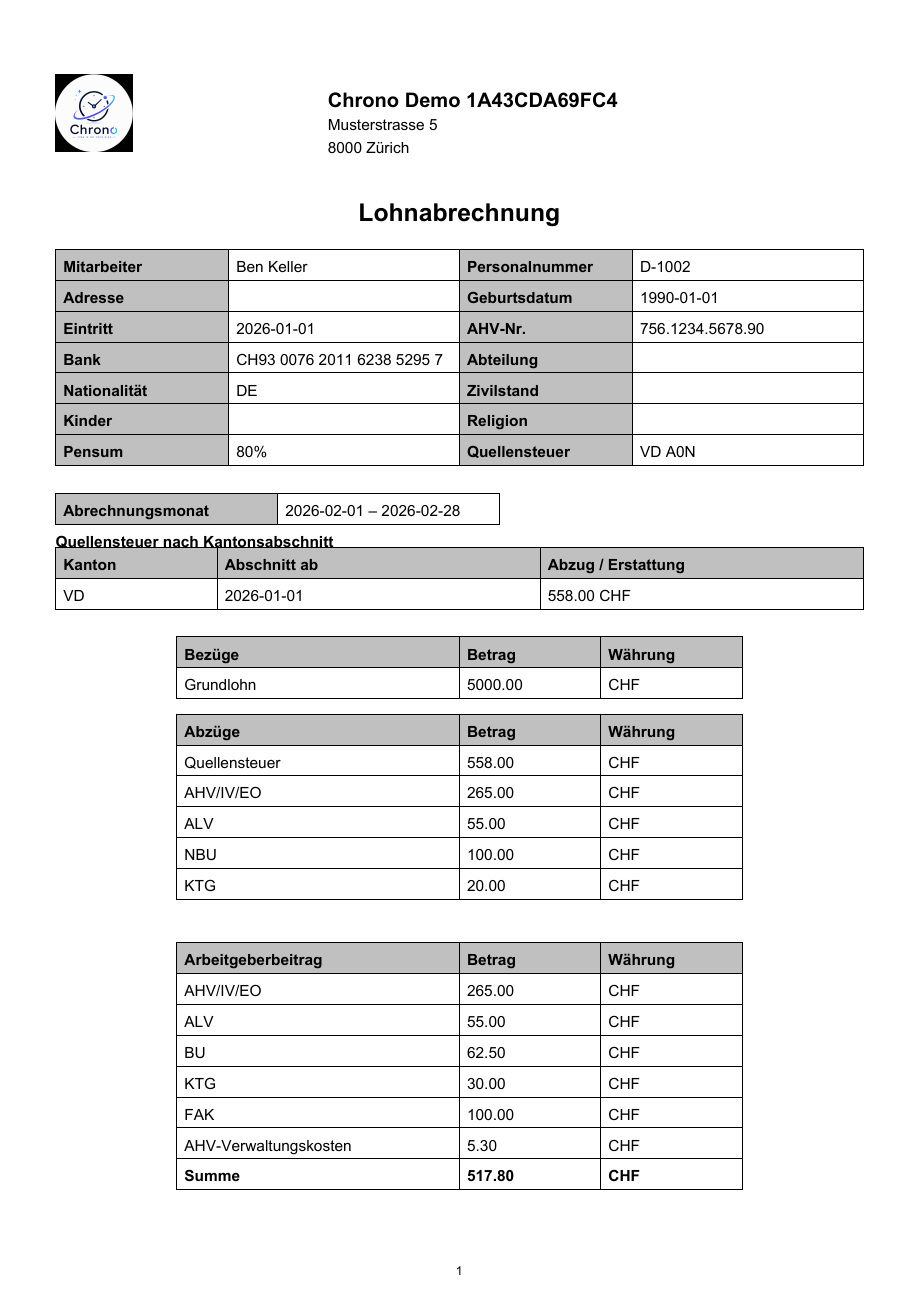 Chrono
Chrono Demo 1A43CDA69FC4
Musterstrasse 5
8000 Zürich
Lohnabrechnung
Mitarbeiter Ben Keller Personalnummer D-1002
Adresse Geburtsdatum 1990-01-01
Eintritt 2026-01-01 AHV-Nr. 756.1234.5678.90
Bank CH93 0076 2011 6238 5295 7 Abteilung
Nationalität DE Zivilstand
Kinder Religion
Pensum 80% Quellensteuer VD A0N
Abrechnungsmonat 2026-02-01 – 2026-02-28
Quellensteuer nach Kantonsabschnitt
Kanton Abschnitt ab Abzug / Erstattung
VD 2026-01-01 558.00 CHF
Bezüge Betrag Währung
Grundlohn 5000.00 CHF
Abzüge Betrag Währung
Quellensteuer 558.00 CHF
AHV/IV/EO 265.00 CHF
ALV 55.00 CHF
NBU 100.00 CHF
KTG 20.00 CHF
Arbeitgeberbeitrag Betrag Währung
AHV/IV/EO 265.00 CHF
ALV 55.00 CHF
BU 62.50 CHF
KTG 30.00 CHF
FAK 100.00 CHF
AHV-Verwaltungskosten 5.30 CHF
Summe 517.80 CHF
1